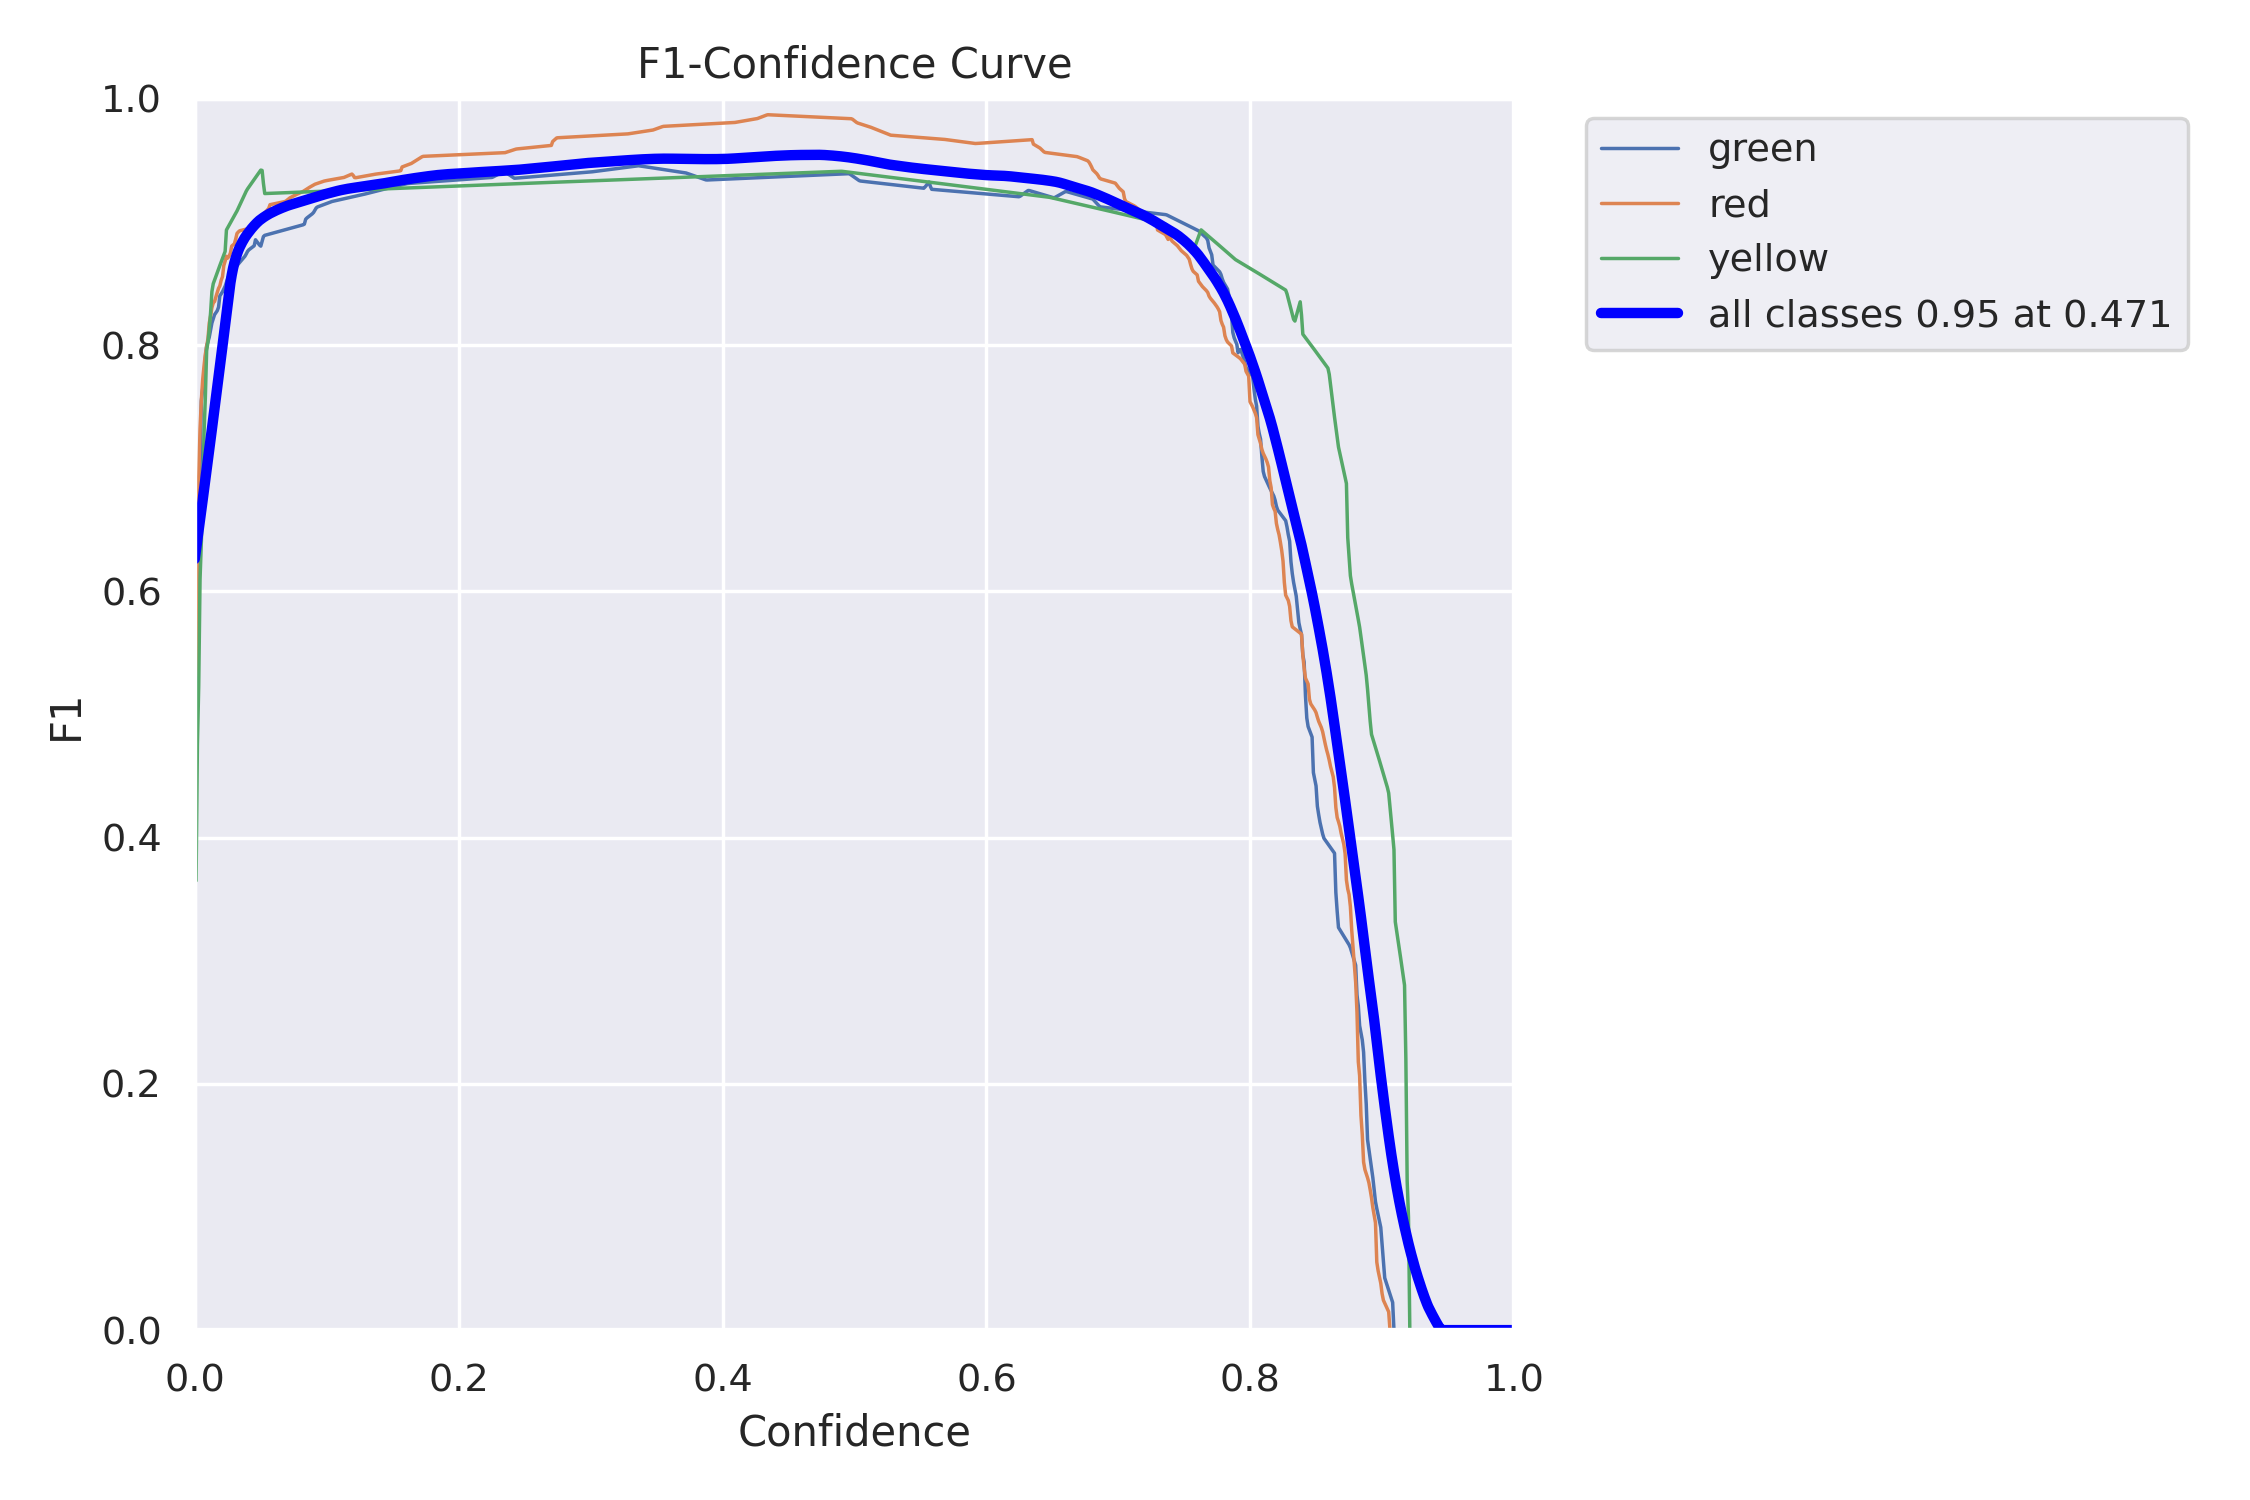 F1-Confidence Curve
1.0
0.8
0.6
0.4
0.2
0.0
F1
0.0 0.2 0.4 0.6 0.8 1.0
Confidence
green
red
yellow
all classes 0.95 at 0.471